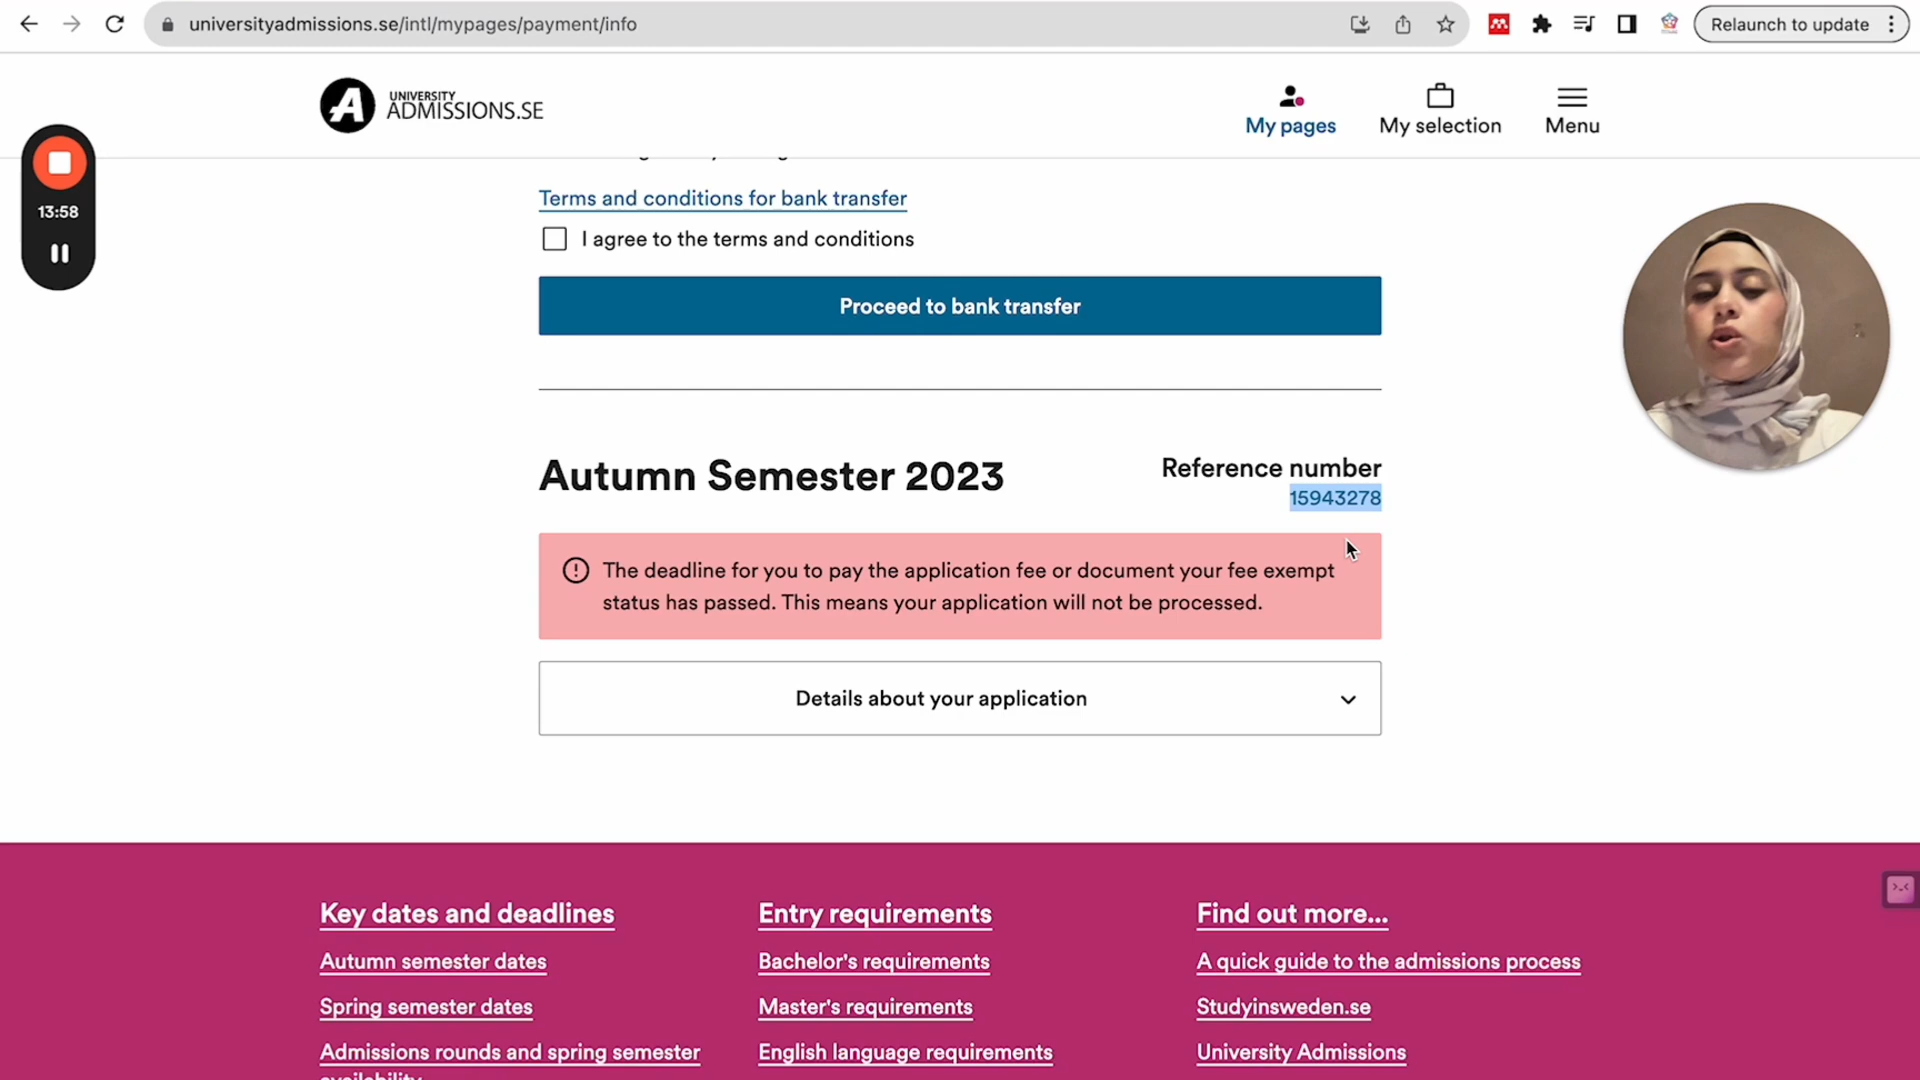 universityadmissions.se/intl/mypages/payment/info
Relaunch to update
UNIVERSITY
ADMISSIONS.SE
My pages
My selection
Menu
13:58
Terms and conditions for bank transfer
I agree to the terms and conditions
Proceed to bank transfer
Autumn Semester 2023
Reference number
15943278
The deadline for you to pay the application fee or document your fee exempt
status has passed. This means your application will not be processed.
Details about your application
Key dates and deadlines
Autumn semester dates
Spring semester dates
Admissions rounds and spring semester
availability
Entry requirements
Bachelor's requirements
Master's requirements
English language requirements
Find out more...
A quick guide to the admissions process
Studyinsweden.se
University Admissions